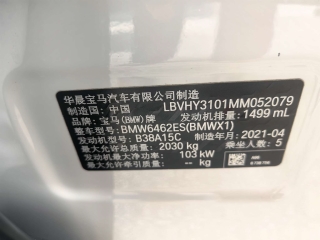 华晨宝马汽车有限公司制造
制造国:中国 LBVHY3101MM052079
品牌:宝马(BMW)牌 发动机排量:1499 mL
整车型号:BMW6462ES(BMWX1)
发动机型号:B38A15C 制造年月:2021-04
最大允许总质量:2030 kg 乘坐人数:5
发动机最大净功率:103 kW
最大允许牵引质量:-- kg